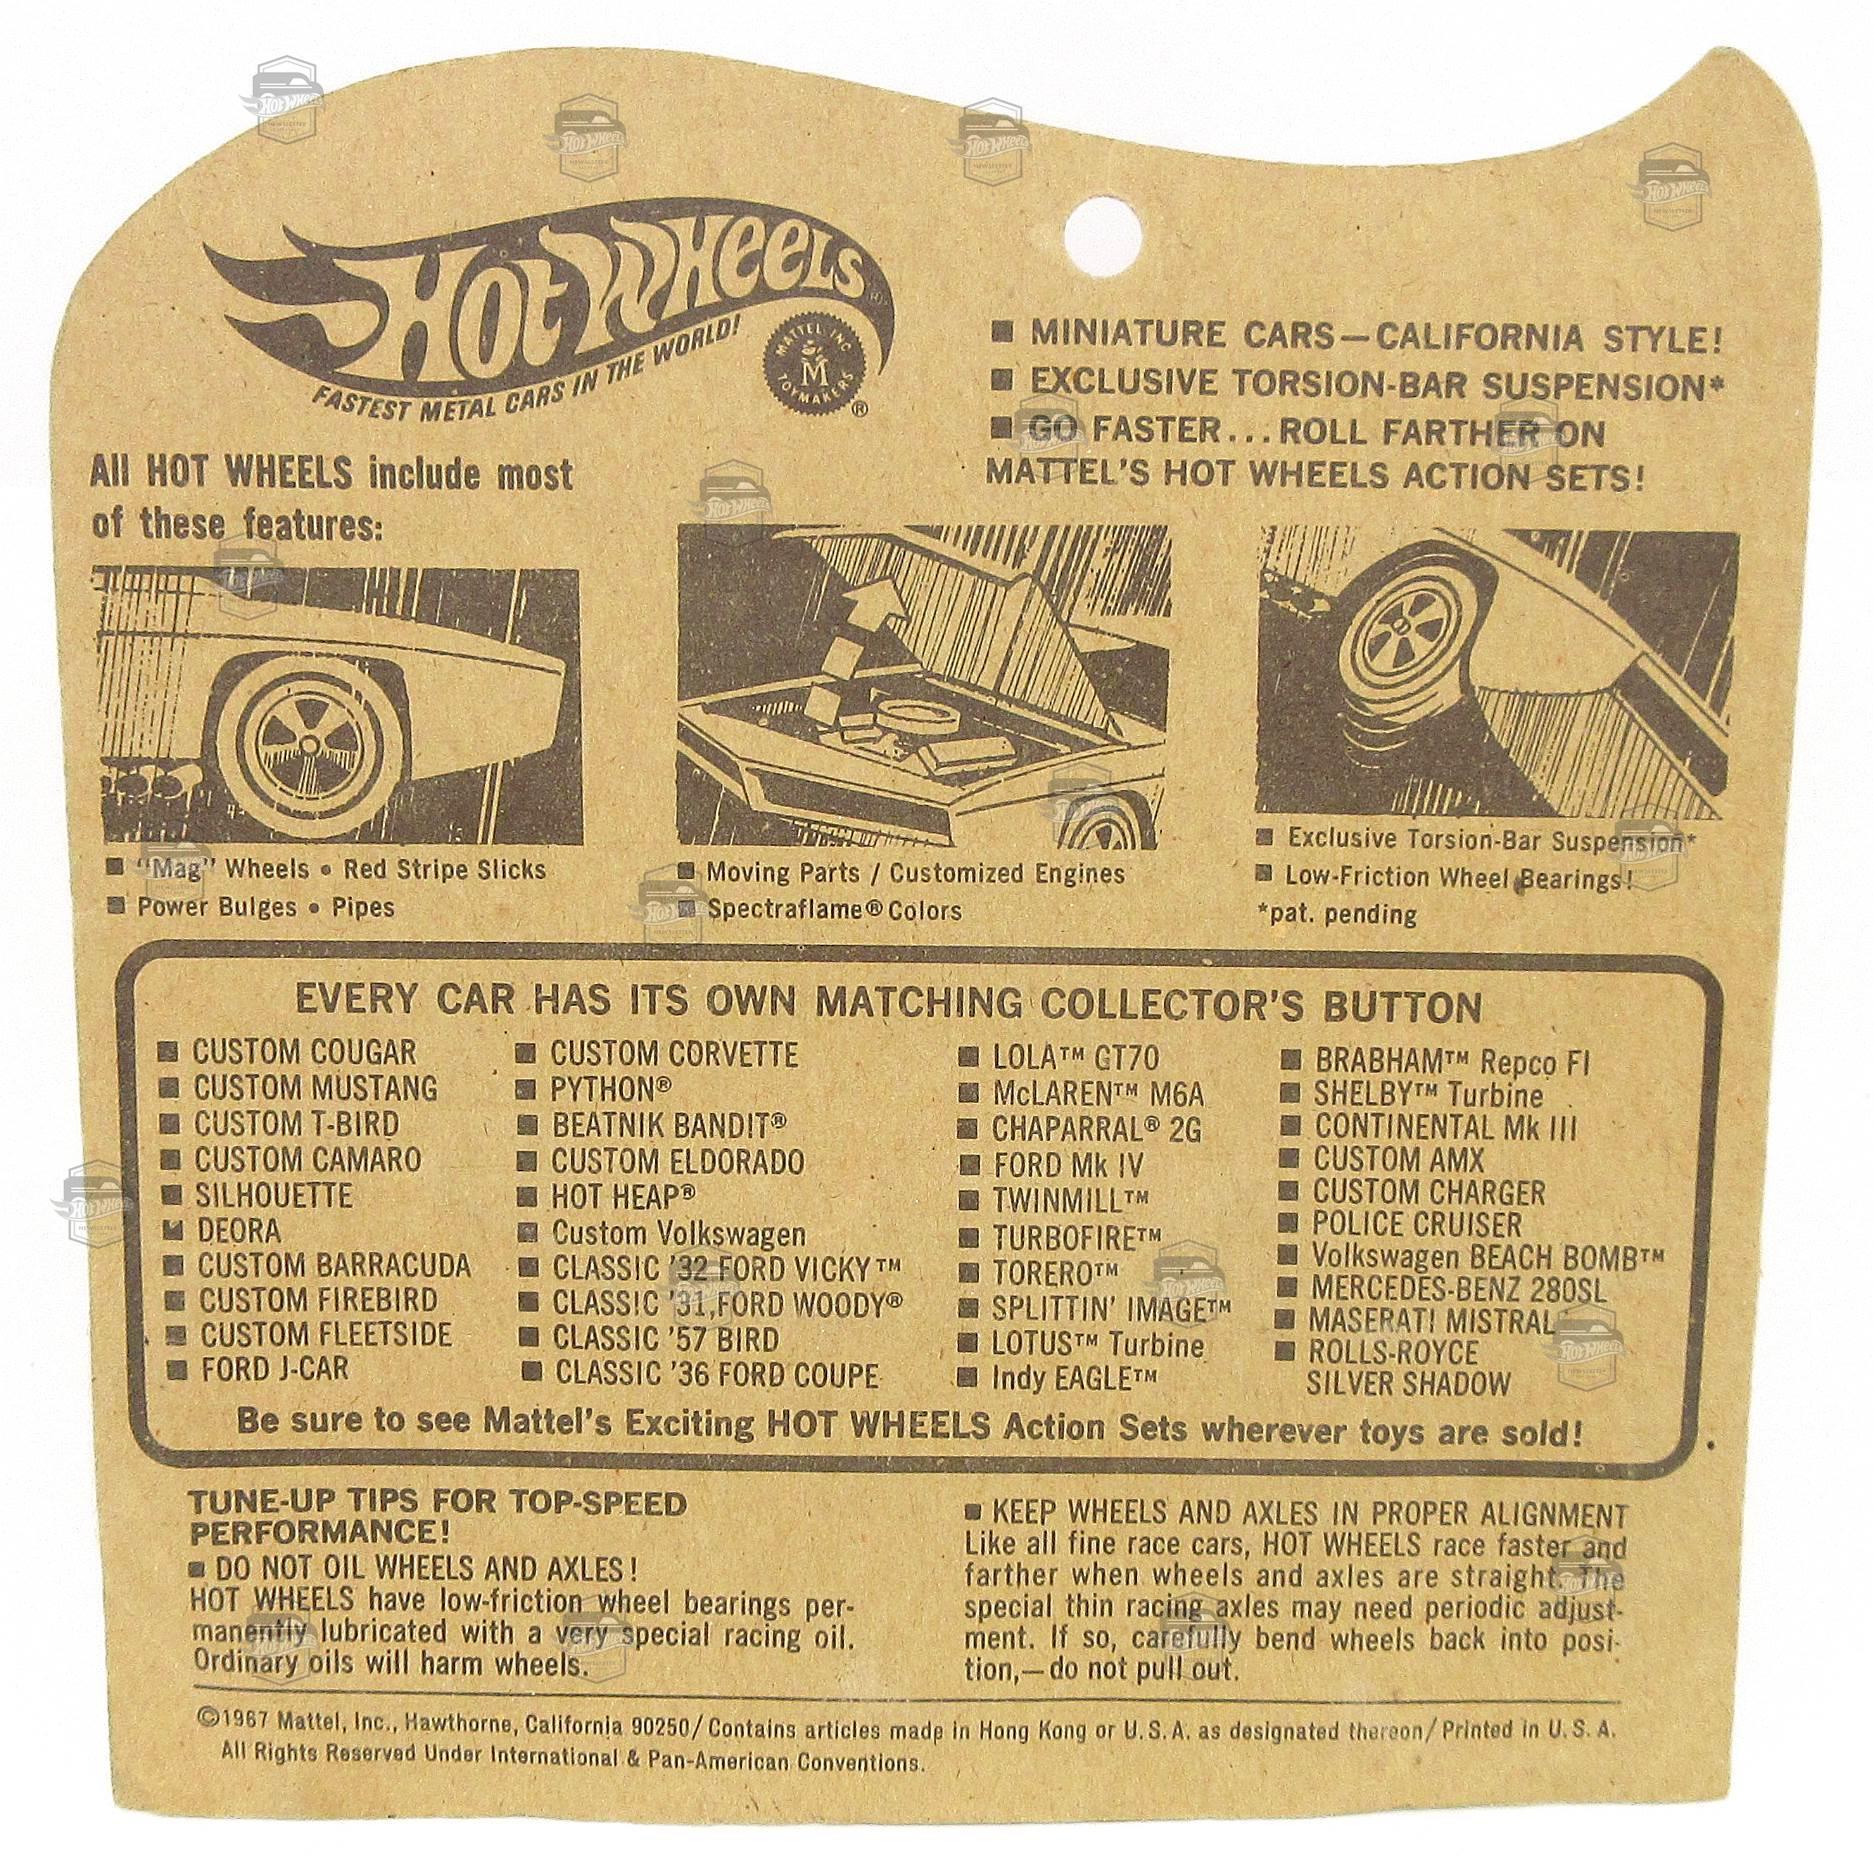 HOT WHEELS®
FASTEST METAL CARS IN THE WORLD!
MATTEL, INC.
M
TOYMAKERS
®
■ MINIATURE CARS—CALIFORNIA STYLE!
■ EXCLUSIVE TORSION-BAR SUSPENSION*
■ GO FASTER...ROLL FARTHER ON
MATTEL'S HOT WHEELS ACTION SETS!
All HOT WHEELS include most
of these features:
■ "Mag" Wheels • Red Stripe Slicks
■ Power Bulges • Pipes
■ Moving Parts / Customized Engines
■ Spectraflame® Colors
■ Exclusive Torsion-Bar Suspension*
■ Low-Friction Wheel Bearings!
*pat. pending
EVERY CAR HAS ITS OWN MATCHING COLLECTOR'S BUTTON
■ CUSTOM COUGAR
■ CUSTOM MUSTANG
■ CUSTOM T-BIRD
■ CUSTOM CAMARO
■ SILHOUETTE
■ DEORA
■ CUSTOM BARRACUDA
■ CUSTOM FIREBIRD
■ CUSTOM FLEETSIDE
■ FORD J-CAR
■ CUSTOM CORVETTE
■ PYTHON®
■ BEATNIK BANDIT®
■ CUSTOM ELDORADO
■ HOT HEAP®
■ Custom Volkswagen
■ CLASSIC '32 FORD VICKY™
■ CLASSIC '31 FORD WOODY®
■ CLASSIC '57 BIRD
■ CLASSIC '36 FORD COUPE
■ LOLA™ GT70
■ McLAREN™ M6A
■ CHAPARRAL® 2G
■ FORD Mk IV
■ TWINMILL™
■ TURBOFIRE™
■ TORERO™
■ SPLITTIN' IMAGE™
■ LOTUS™ Turbine
■ Indy EAGLE™
■ BRABHAM™ Repco F1
■ SHELBY™ Turbine
■ CONTINENTAL Mk III
■ CUSTOM AMX
■ CUSTOM CHARGER
■ POLICE CRUISER
■ Volkswagen BEACH BOMB™
■ MERCEDES-BENZ 280SL
■ MASERATI MISTRAL
■ ROLLS-ROYCE
SILVER SHADOW
Be sure to see Mattel's Exciting HOT WHEELS Action Sets wherever toys are sold!
TUNE-UP TIPS FOR TOP-SPEED
PERFORMANCE!
■ DO NOT OIL WHEELS AND AXLES!
HOT WHEELS have low-friction wheel bearings per-
manently lubricated with a very special racing oil.
Ordinary oils will harm wheels.
■ KEEP WHEELS AND AXLES IN PROPER ALIGNMENT
Like all fine race cars, HOT WHEELS race faster and
farther when wheels and axles are straight. The
special thin racing axles may need periodic adjust-
ment. If so, carefully bend wheels back into posi-
tion,—do not pull out.
©1967 Mattel, Inc., Hawthorne, California 90250/Contains articles made in Hong Kong or U.S.A. as designated thereon/Printed in U.S.A.
All Rights Reserved Under International & Pan-American Conventions.